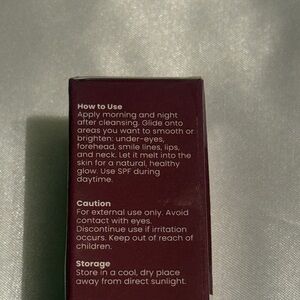 How to Use
Apply morning and night
after cleansing. Glide onto
areas you want to smooth or
brighten: under-eyes,
forehead, smile lines, lips,
and neck. Let it melt into the
skin for a natural, healthy
glow. Use SPF during
daytime.
Caution
For external use only. Avoid
contact with eyes.
Discontinue use if irritation
occurs. Keep out of reach of
children.
Storage
Store in a cool, dry place
away from direct sunlight.